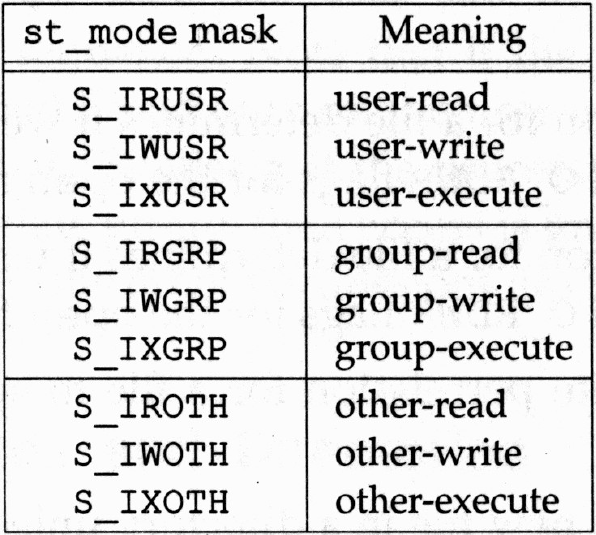 st_mode mask Meaning
S_IRUSR user-read
S_IWUSR user-write
S_IXUSR user-execute
S_IRGRP group-read
S_IWGRP group-write
S_IXGRP group-execute
S_IROTH other-read
S_IWOTH other-write
S_IXOTH other-execute